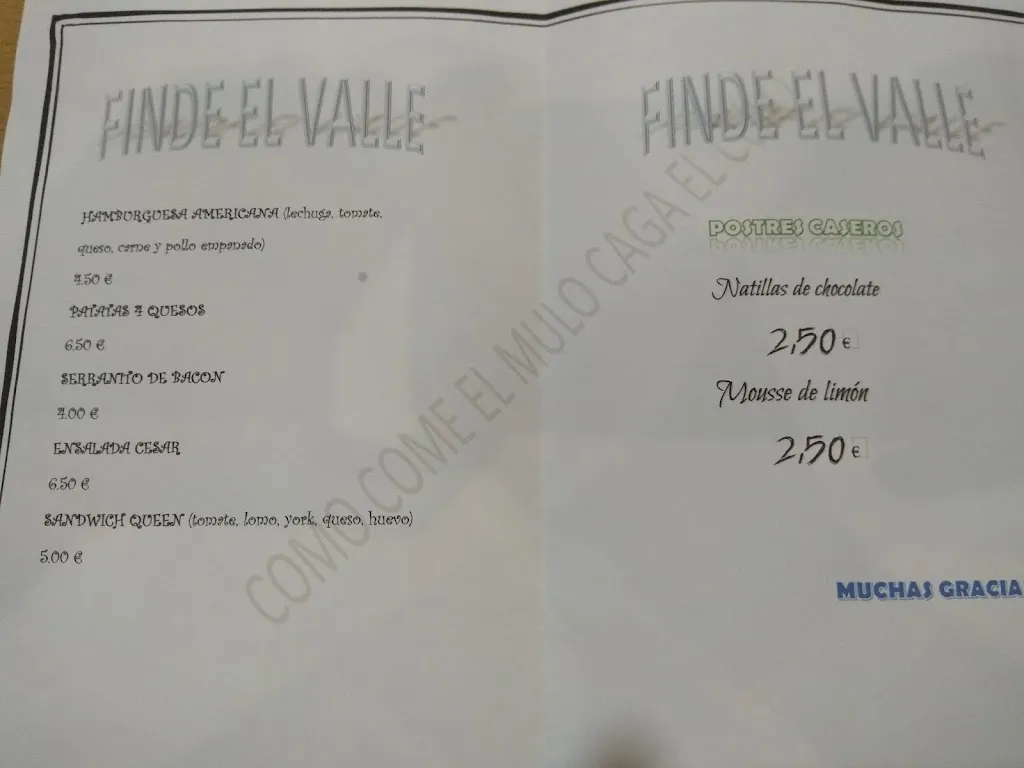 FINDE EL VALLE
HAMBURGUESA AMERICANA (lechuga, tomate,
queso, carne y pollo empanado)
4.50 €
PATATAS 4 QUESOS
6.50 €
SERRANITO DE BACON
4.00 €
ENSALADA CESAR
6.50 €
SANDWICH QUEEN (tomate, lomo, york, queso, huevo)
5.00 €
COMO COME EL MULO CAGA EL C
FINDE EL VALLE
POSTRES CASEROS
Natillas de chocolate
2,50 €
Mousse de limón
2,50 €
MUCHAS GRACIA